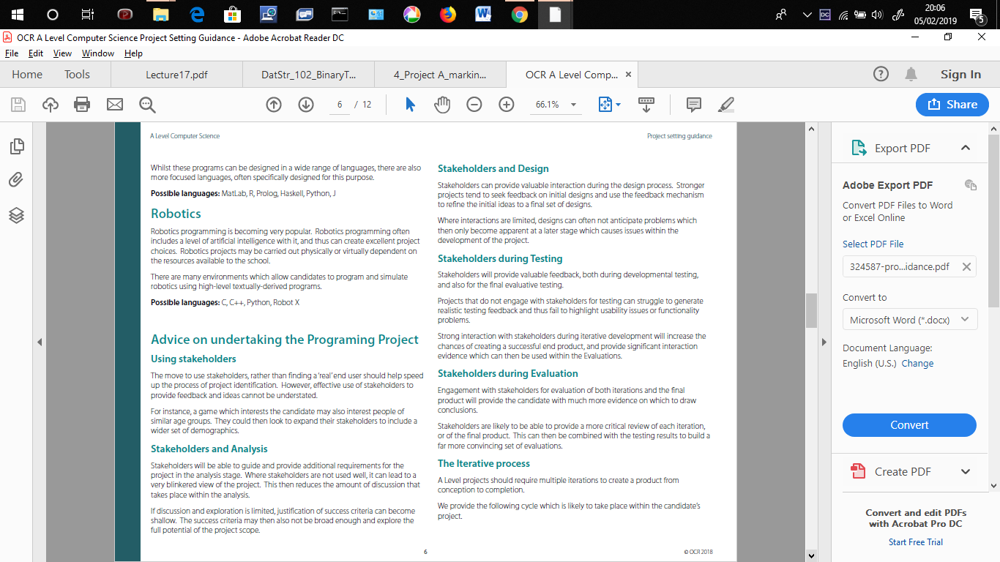 20:06
05/02/2019
5
OCR A Level Computer Science Project Setting Guidance - Adobe Acrobat Reader DC
File Edit View Window Help
Home Tools Lecture17.pdf DatStr_102_BinaryT... 4_Project A_markin... OCR A Level Comp... Sign In
6 / 12 66.1% Share
A Level Computer Science Project setting guidance
Whilst these programs can be designed in a wide range of languages, there are also
more focused languages, often specifically designed for this purpose.
Possible languages: MatLab, R, Prolog, Haskell, Python, J
Robotics
Robotics programming is becoming very popular. Robotics programming often
includes a level of artificial intelligence with it, and thus can create excellent project
choices. Robotics projects may be carried out physically or virtually dependent on
the resources available to the school.
There are many environments which allow candidates to program and simulate
robotics using high-level textually-derived programs.
Possible languages: C, C++, Python, Robot X
Advice on undertaking the Programing Project
Using stakeholders
The move to use stakeholders, rather than finding a 'real' end user should help speed
up the process of project identification. However, effective use of stakeholders to
provide feedback and ideas cannot be understated.
For instance, a game which interests the candidate may also interest people of
similar age groups. They could then look to expand their stakeholders to include a
wider set of demographics.
Stakeholders and Analysis
Stakeholders will be able to guide and provide additional requirements for the
project in the analysis stage. Where stakeholders are not used well, it can lead to a
very blinkered view of the project. This then reduces the amount of discussion that
takes place within the analysis.
If discussion and exploration is limited, justification of success criteria can become
shallow. The success criteria may then also not be broad enough and explore the
full potential of the project scope.
Stakeholders and Design
Stakeholders can provide valuable interaction during the design process. Stronger
projects tend to seek feedback on initial designs and use the feedback mechanism
to refine the initial ideas to a final set of designs.
Where interactions are limited, designs can often not anticipate problems which
then only become apparent at a later stage which causes issues within the
development of the project.
Stakeholders during Testing
Stakeholders will provide valuable feedback, both during developmental testing,
and also for the final evaluative testing.
Projects that do not engage with stakeholders for testing can struggle to generate
realistic testing feedback and thus fail to highlight usability issues or functionality
problems.
Strong interaction with stakeholders during iterative development will increase the
chances of creating a successful end product, and provide significant interaction
evidence which can then be used within the Evaluations.
Stakeholders during Evaluation
Engagement with stakeholders for evaluation of both iterations and the final
product will provide the candidate with much more evidence on which to draw
conclusions.
Stakeholders are likely to be able to provide a more critical review of each iteration,
or of the final product. This can then be combined with the testing results to build a
far more convincing set of evaluations.
The Iterative process
A Level projects should require multiple iterations to create a product from
conception to completion.
We provide the following cycle which is likely to take place within the candidate's
project.
6 © OCR 2018
Export PDF
Adobe Export PDF
Convert PDF Files to Word
or Excel Online
Select PDF File
324587-pro...idance.pdf
Convert to
Microsoft Word (*.docx)
Document Language:
English (U.S.) Change
Convert
Create PDF
Convert and edit PDFs
with Acrobat Pro DC
Start Free Trial